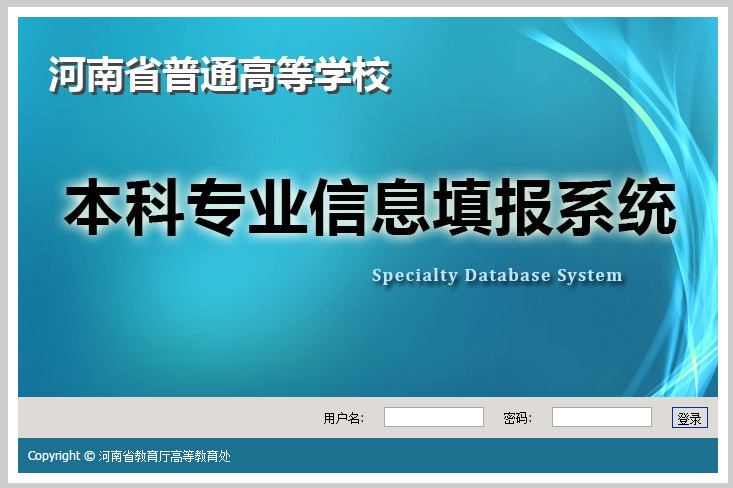 河南省普通高等学校
本科专业信息填报系统
Specialty Database System
用户名: 密码: 登录
Copyright © 河南省教育厅高等教育处